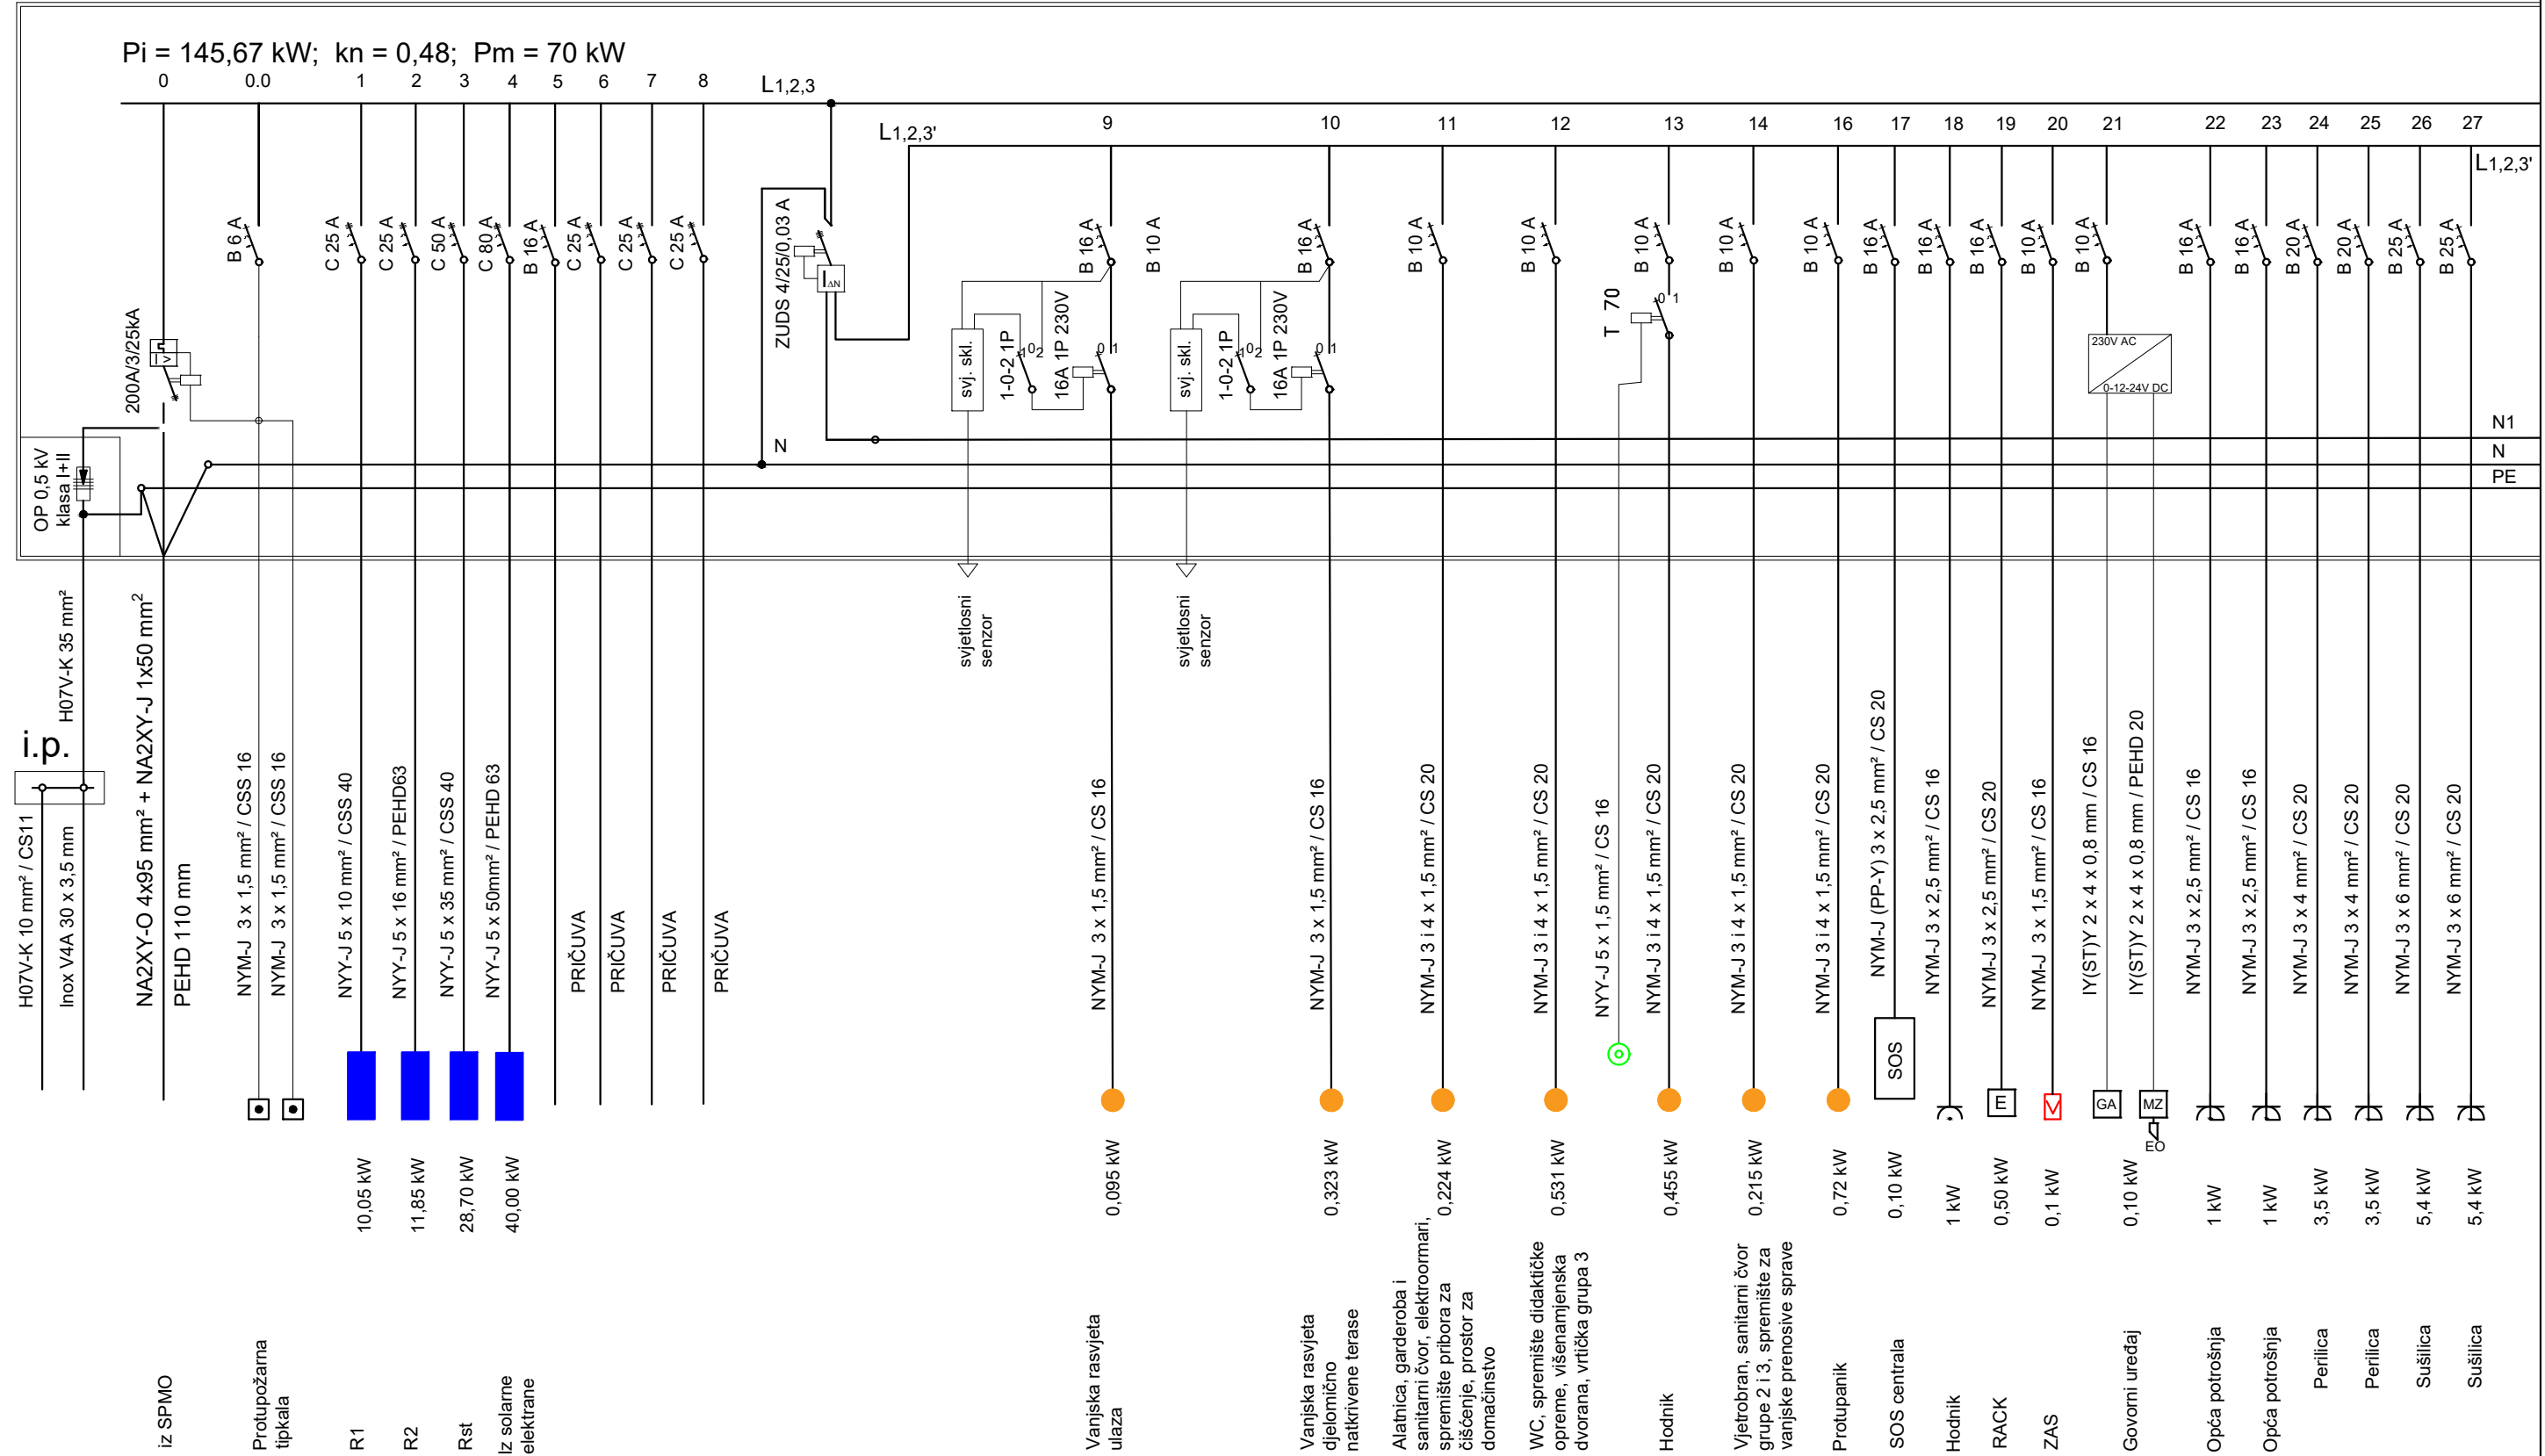 Pi = 145,67 kW; kn = 0,48; Pm = 70 kW
0 0.0 1 2 3 4 5 6 7 8
L1,2,3
L1,2,3'
9 10 11 12 13 14 16 17 18 19 20 21 22 23 24 25 26 27
L1,2,3'
200A/3/25kA
I >
B 6 A
C 25 A
C 25 A
C 50 A
C 80 A
B 16 A
C 25 A
C 25 A
C 25 A
ZUDS 4/25/0,03 A
I ΔN
B 16 A
B 10 A
B 16 A
B 10 A
B 10 A
B 10 A
B 10 A
B 10 A
B 16 A
B 16 A
B 16 A
B 10 A
B 10 A
B 16 A
B 16 A
B 20 A
B 20 A
B 25 A
B 25 A
svj. skl.
1-0-2 1P
1 0 2
16A 1P 230V
0 1
svj. skl.
1-0-2 1P
1 0 2
16A 1P 230V
0 1
T 70
0 1
230V AC
0-12-24V DC
OP 0,5 kV
klasa I+II
N
N1
N
PE
svjetlosni
senzor
svjetlosni
senzor
i.p.
H07V-K 10 mm² / CS11
Inox V4A 30 x 3,5 mm
H07V-K 35 mm²
NA2XY-O 4x95 mm² + NA2XY-J 1x50 mm²
PEHD 110 mm
NYM-J 3 x 1,5 mm² / CSS 16
NYM-J 3 x 1,5 mm² / CSS 16
NYY-J 5 x 10 mm² / CSS 40
NYY-J 5 x 16 mm² / PEHD63
NYY-J 5 x 35 mm² / CSS 40
NYY-J 5 x 50mm² / PEHD 63
PRIČUVA
PRIČUVA
PRIČUVA
PRIČUVA
NYM-J 3 x 1,5 mm² / CS 16
NYM-J 3 x 1,5 mm² / CS 16
NYM-J 3 i 4 x 1,5 mm² / CS 20
NYM-J 3 i 4 x 1,5 mm² / CS 20
NYY-J 5 x 1,5 mm² / CS 16
NYM-J 3 i 4 x 1,5 mm² / CS 20
NYM-J 3 i 4 x 1,5 mm² / CS 20
NYM-J 3 i 4 x 1,5 mm² / CS 20
NYM-J (PP-Y) 3 x 2,5 mm² / CS 20
NYM-J 3 x 2,5 mm² / CS 16
NYM-J 3 x 2,5 mm² / CS 20
NYM-J 3 x 1,5 mm² / CS 16
IY(ST)Y 2 x 4 x 0,8 mm / CS 16
IY(ST)Y 2 x 4 x 0,8 mm / PEHD 20
NYM-J 3 x 2,5 mm² / CS 16
NYM-J 3 x 2,5 mm² / CS 16
NYM-J 3 x 4 mm² / CS 20
NYM-J 3 x 4 mm² / CS 20
NYM-J 3 x 6 mm² / CS 20
NYM-J 3 x 6 mm² / CS 20
SOS
E
GA
MZ
EO
10,05 kW
11,85 kW
28,70 kW
40,00 kW
0,095 kW
0,323 kW
0,224 kW
0,531 kW
0,455 kW
0,215 kW
0,72 kW
0,10 kW
1 kW
0,50 kW
0,1 kW
0,10 kW
1 kW
1 kW
3,5 kW
3,5 kW
5,4 kW
5,4 kW
iz SPMO
Protupožarna
tipkala
R1
R2
Rst
Iz solarne
elektrane
Vanjska rasvjeta
ulaza
Vanjska rasvjeta
djelomično
natkrivene terase
Alatnica, garderoba i
sanitarni čvor, elektroormari,
spremište pribora za
čišćenje, prostor za
domaćinstvo
WC, spremište didaktičke
opreme, višenamjenska
dvorana, vrtićka grupa 3
Hodnik
Vjetrobran, sanitarni čvor
grupe 2 i 3, spremište za
vanjske prenosive sprave
Protupanik
SOS centrala
Hodnik
RACK
ZAS
Govorni uređaj
Opća potrošnja
Opća potrošnja
Perilica
Perilica
Sušilica
Sušilica